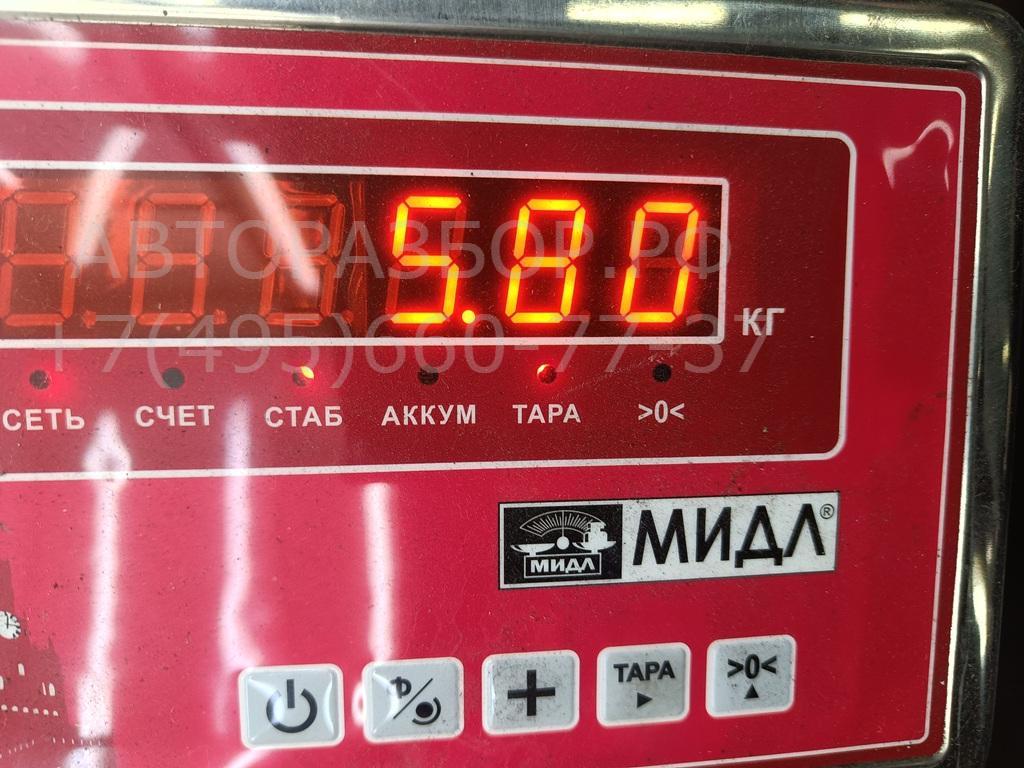 5.80
КГ
АВТОРАЗБОР.РФ
+7(495)660-77-37
СЕТЬ СЧЕТ СТАБ АККУМ ТАРА >0<
МИДЛ МИДЛ®
Ф/ + ТАРА >0<